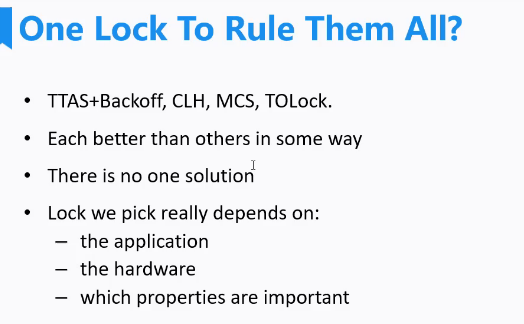 One Lock To Rule Them All?
• TTAS+Backoff, CLH, MCS, TOLock.
• Each better than others in some way
• There is no one solution
• Lock we pick really depends on:
– the application
– the hardware
– which properties are important